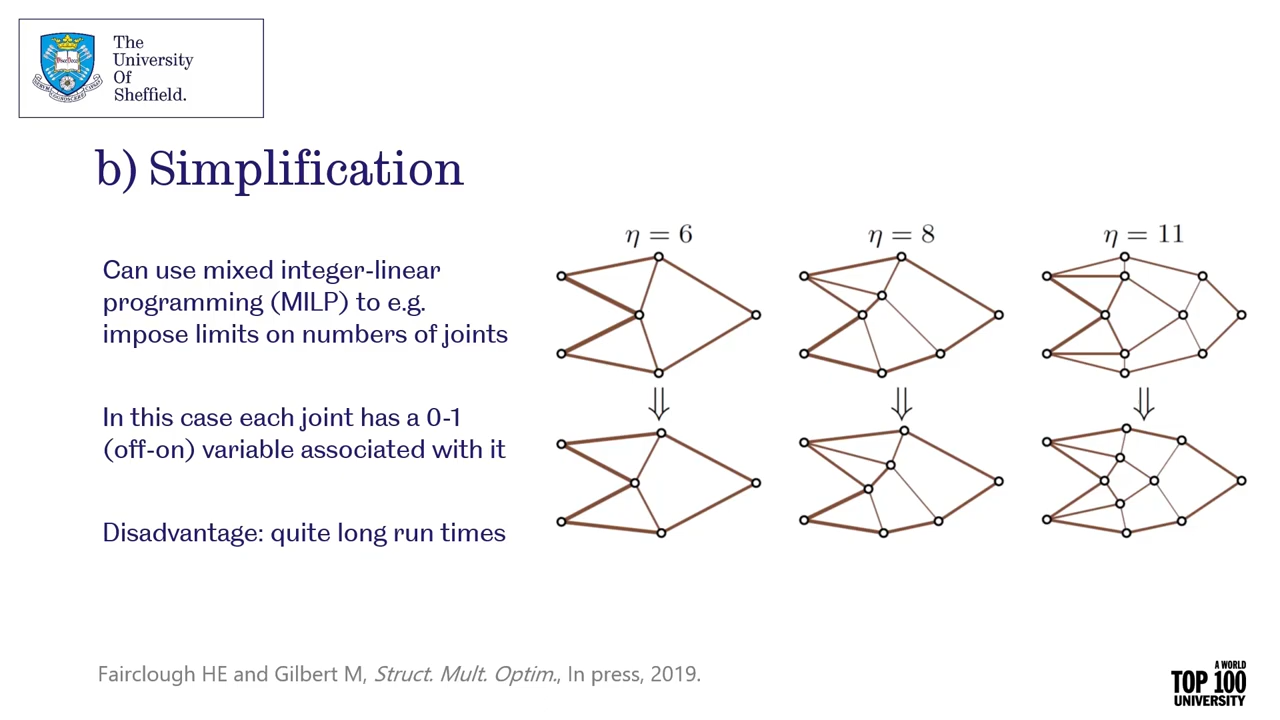 The
University
Of
Sheffield.
b) Simplification
Can use mixed integer-linear
programming (MILP) to e.g.
impose limits on numbers of joints
In this case each joint has a 0-1
(off-on) variable associated with it
Disadvantage: quite long run times
η = 6
η = 8
η = 11
⇓
⇓
⇓
Fairclough HE and Gilbert M, Struct. Mult. Optim., In press, 2019.
A WORLD
TOP 100
UNIVERSITY